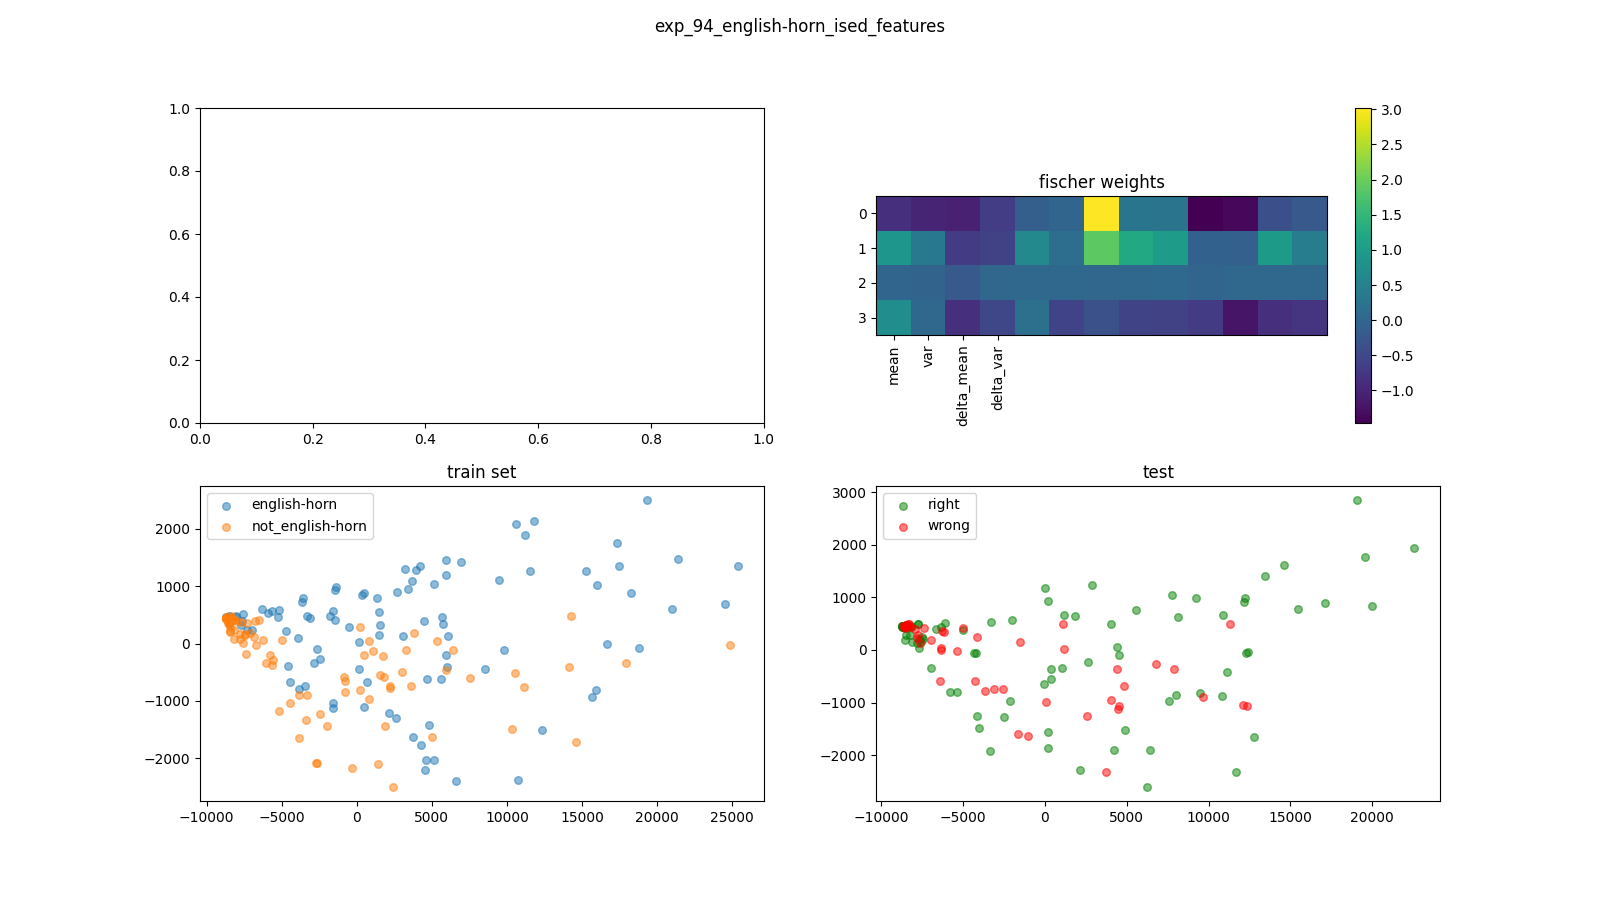 exp_94_english-horn_ised_features
1.0
0.8
0.6
0.4
0.2
0.0
0.0 0.2 0.4 0.6 0.8 1.0
fischer weights
0
1
2
3
mean var delta_mean delta_var
3.0
2.5
2.0
1.5
1.0
0.5
0.0
−0.5
−1.0
train set
english-horn
not_english-horn
2000
1000
0
−1000
−2000
−10000 −5000 0 5000 10000 15000 20000 25000
test
right
wrong
3000
2000
1000
0
−1000
−2000
−10000 −5000 0 5000 10000 15000 20000